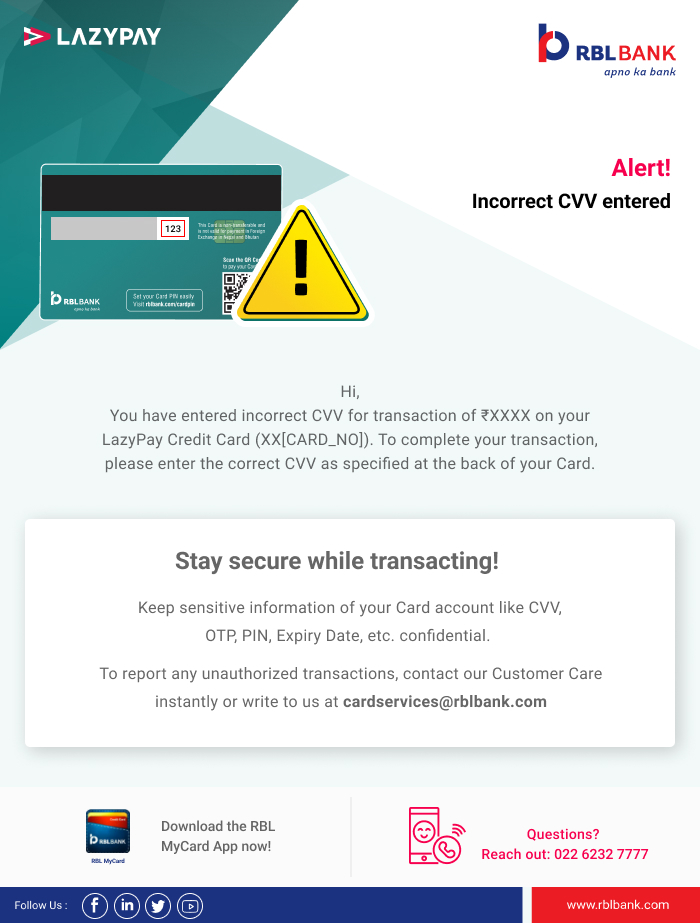 LAZYPAY
RBLBANK
apno ka bank
Alert!
Incorrect CVV entered
123
This Card is non-transferable and
is not valid for payment in Foreign
Exchange in Nepal and Bhutan
Scan the QR
to pay your
RBLBANK
apno ka bank
Set your Card PIN easily
Visit rblbank.com/cardpin
Hi,
You have entered incorrect CVV for transaction of ₹XXXX on your
LazyPay Credit Card (XX[CARD_NO]). To complete your transaction,
please enter the correct CVV as specified at the back of your Card.
Stay secure while transacting!
Keep sensitive information of your Card account like CVV,
OTP, PIN, Expiry Date, etc. confidential.
To report any unauthorized transactions, contact our Customer Care
instantly or write to us at cardservices@rblbank.com
RBLBANK
RBL MyCard
Download the RBL
MyCard App now!
Questions?
Reach out: 022 6232 7777
Follow Us :
www.rblbank.com